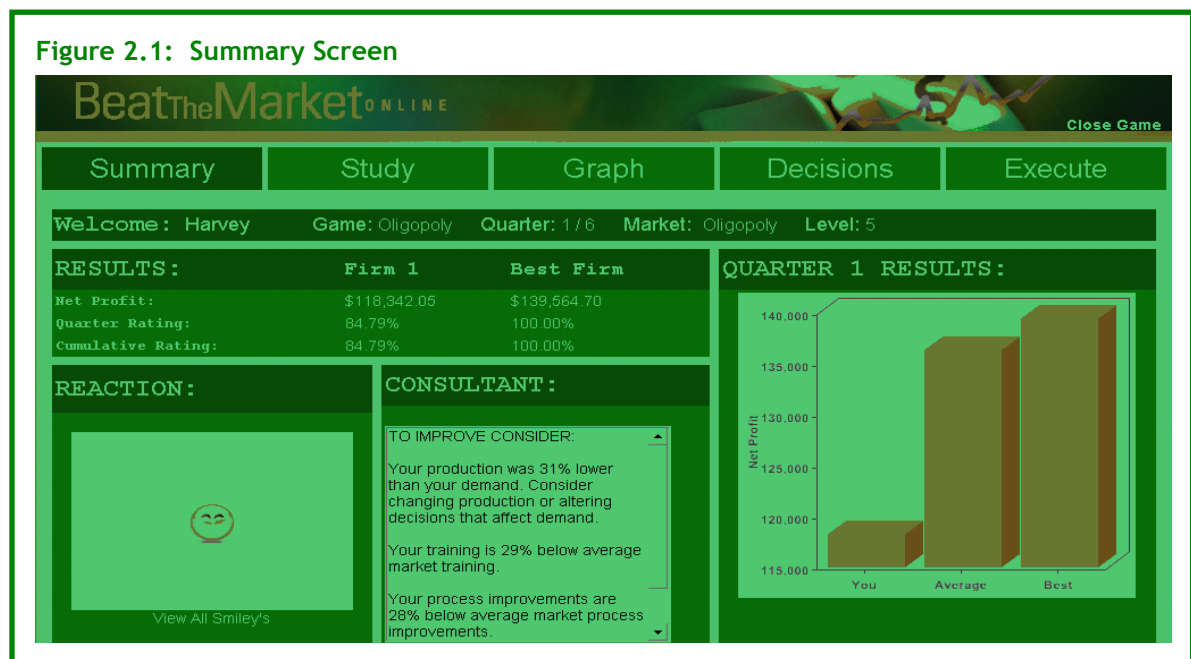 Figure 2.1: Summary Screen
BeatTheMarket ONLINE
Close Game
Summary Study Graph Decisions Execute
Welcome: Harvey Game: Oligopoly Quarter: 1 / 6 Market: Oligopoly Level: 5
RESULTS: Firm 1 Best Firm
Net Profit: $118,342.05 $139,564.70
Quarter Rating: 84.79% 100.00%
Cumulative Rating: 84.79% 100.00%
REACTION:
View All Smiley's
CONSULTANT:
TO IMPROVE CONSIDER:
Your production was 31% lower
than your demand. Consider
changing production or altering
decisions that affect demand.
Your training is 29% below average
market training.
Your process improvements are
28% below average market process
improvements.
QUARTER 1 RESULTS:
140,000
135,000
130,000
125,000
120,000
115,000
Net Profit
You Average Best